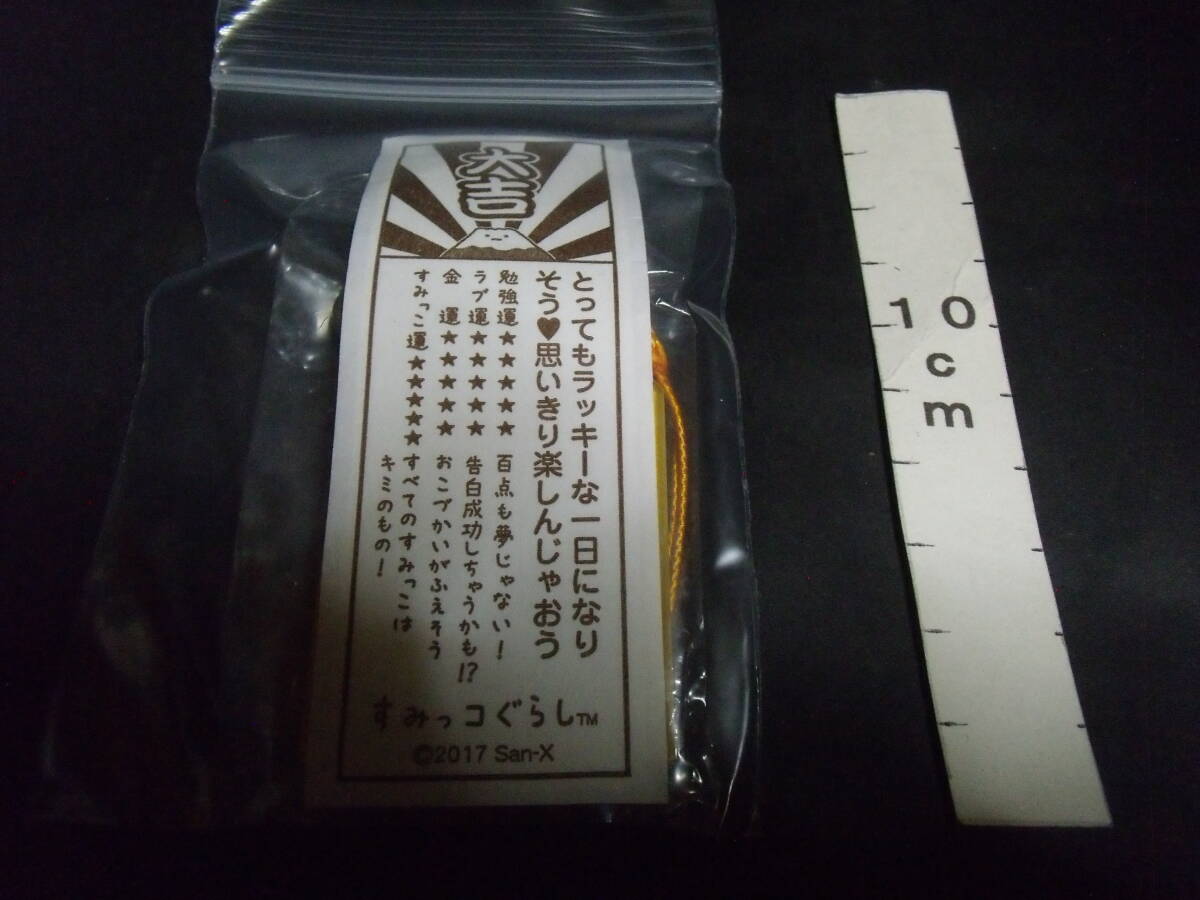 大吉
とってもラッキーな一日になり
そう♥思いきり楽しんじゃおう
勉強運★★★★★ 百点も夢じゃない！
ラブ運★★★★★ 告白成功しちゃうかも!?
金 運★★★★★ おこづかいがふえそう
すみっこ運★★★★★ すべてのすみっこは
キミのもの！
すみっコぐらし™
©2017 San-X
10
c
m